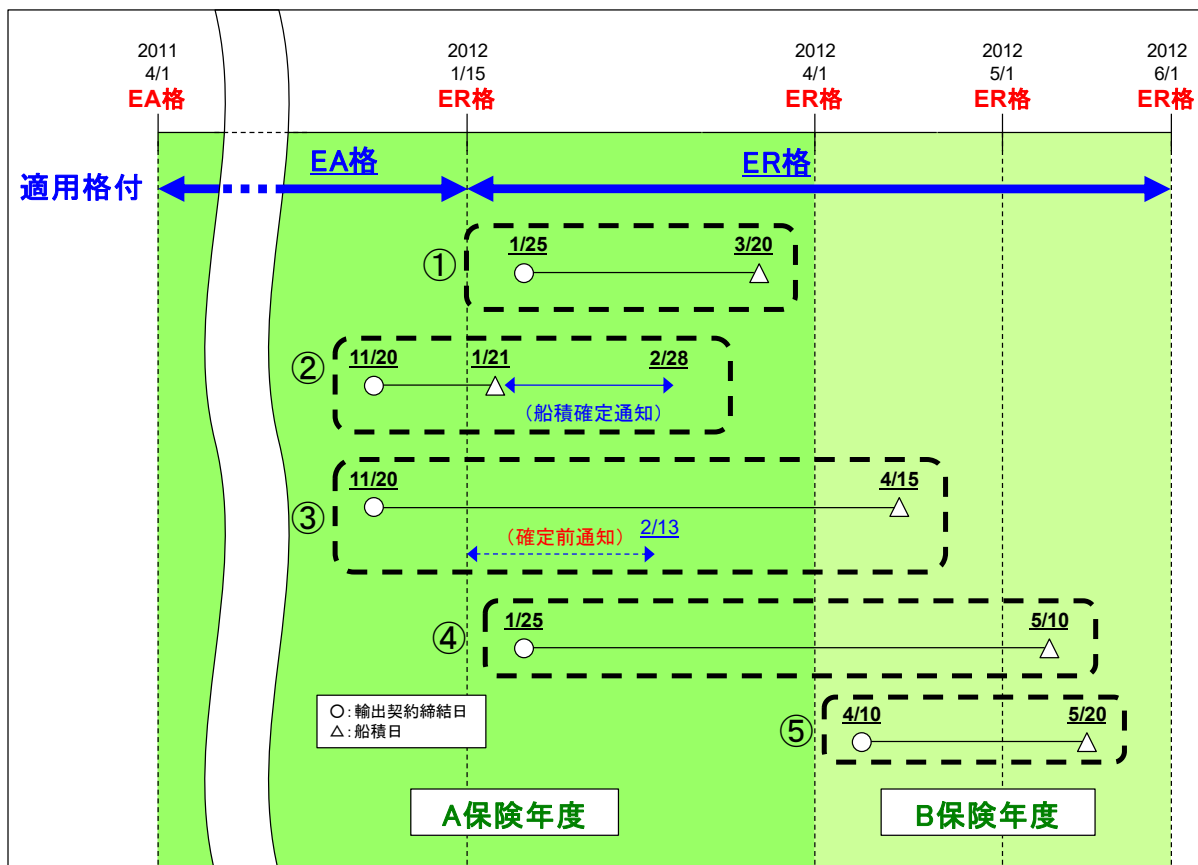 2011
4/1
EA格
2012
1/15
ER格
2012
4/1
ER格
2012
5/1
ER格
2012
6/1
ER格
適用格付
EA格
ER格
①
1/25
3/20
②
11/20
1/21
2/28
（船積確定通知）
③
11/20
4/15
（確定前通知）
2/13
④
1/25
5/10
⑤
4/10
5/20
○：輸出契約締結日
△：船積日
A保険年度
B保険年度